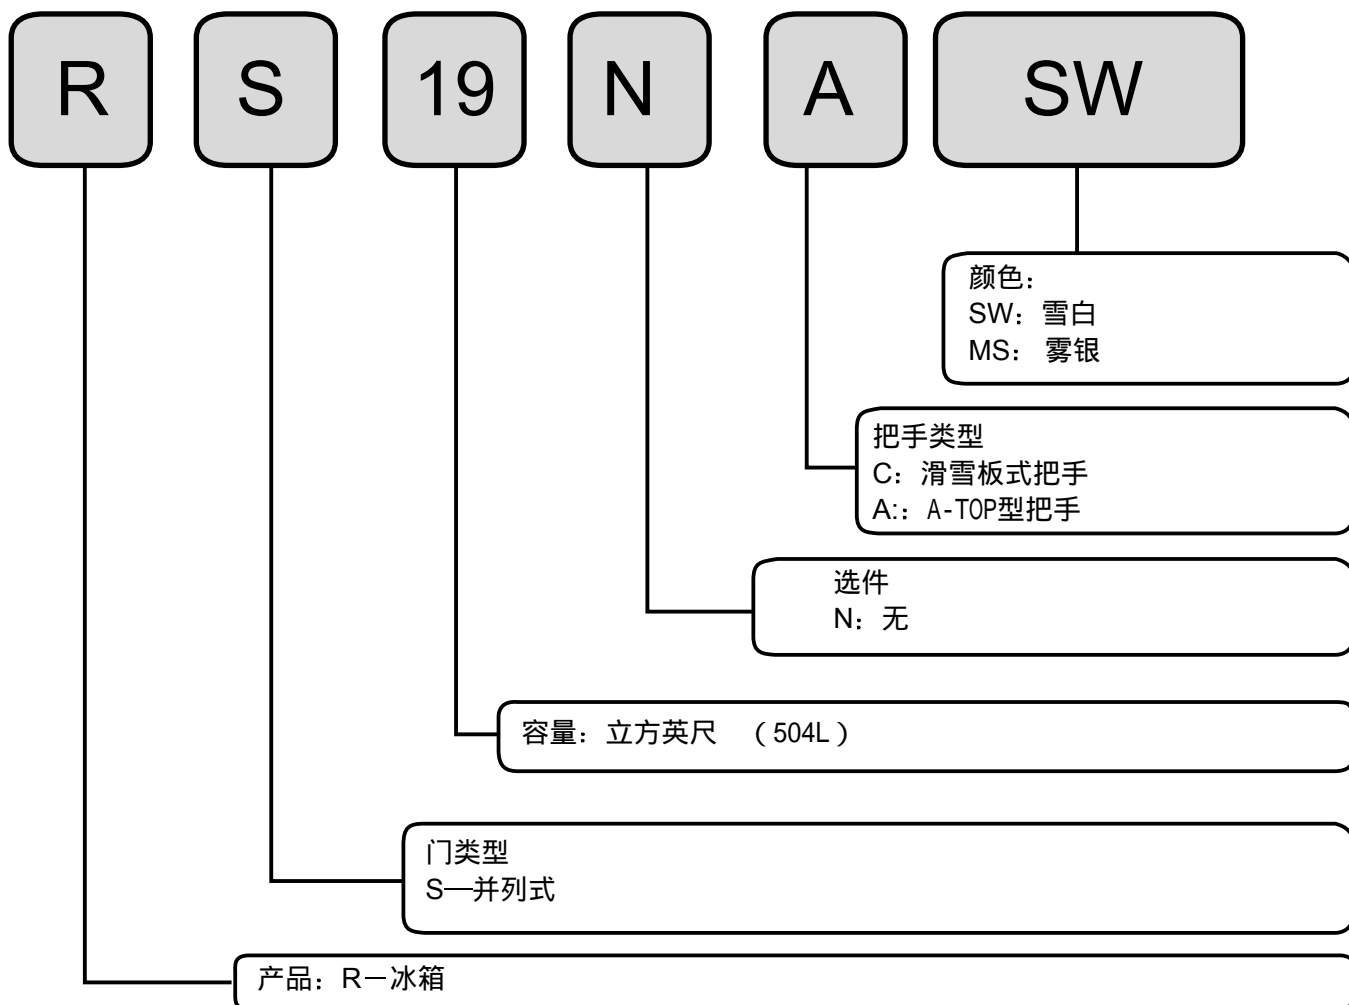 R S 19 N A SW
颜色：
SW：雪白
MS： 雾银
把手类型
C：滑雪板式把手
A:：A-TOP型把手
选件
N：无
容量：立方英尺 （504L）
门类型
S—并列式
产品：R－冰箱